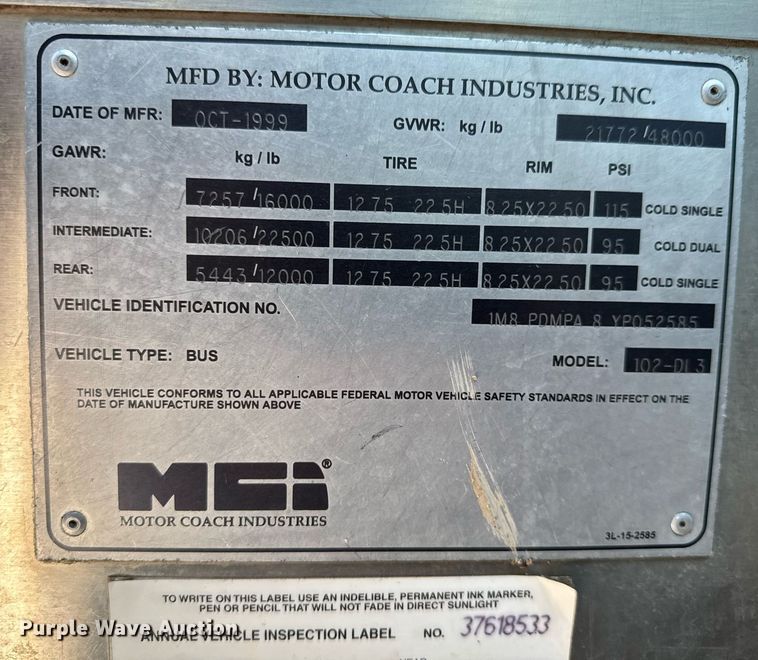 MFD BY: MOTOR COACH INDUSTRIES, INC.
DATE OF MFR: OCT-1999 GVWR: kg / lb 21772/48000
GAWR: kg / lb TIRE RIM PSI
FRONT: 7257/16000 12.75 22.5H 8.25X22.50 115 COLD SINGLE
INTERMEDIATE: 10206/22500 12.75 22.5H 8.25X22.50 95 COLD DUAL
REAR: 5443/12000 12.75 22.5H 8.25X22.50 95 COLD SINGLE
VEHICLE IDENTIFICATION NO. 1M8 PDMPA 8 YP052585
VEHICLE TYPE: BUS MODEL: 102-DL3
THIS VEHICLE CONFORMS TO ALL APPLICABLE FEDERAL MOTOR VEHICLE SAFETY STANDARDS IN EFFECT ON THE
DATE OF MANUFACTURE SHOWN ABOVE
MCI®
MOTOR COACH INDUSTRIES
3L-15-2585
TO WRITE ON THIS LABEL USE AN INDELIBLE, PERMANENT INK MARKER,
PEN OR PENCIL THAT WILL NOT FADE IN DIRECT SUNLIGHT
Purple Wave Auction
ANNUAL VEHICLE INSPECTION LABEL NO. 37618533